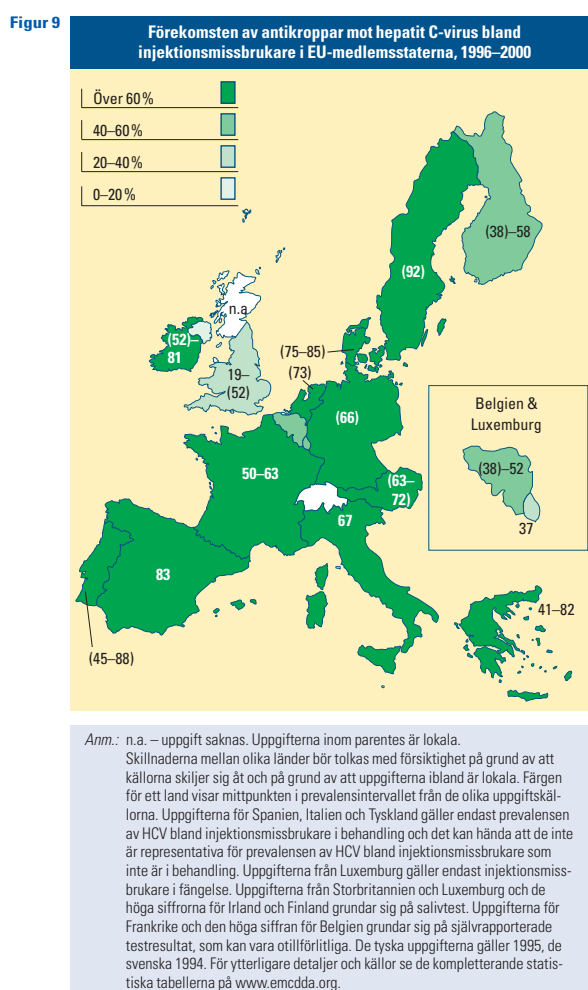 Figur 9
Förekomsten av antikroppar mot hepatit C-virus bland
injektionsmissbrukare i EU-medlemsstaterna, 1996–2000
Över 60 %
40–60 %
20–40 %
0–20 %
(38)–58
(92)
n.a
(52)–
81
19–
(52)
(75–85)
(73)
(66)
Belgien &
Luxemburg
(38)–52
37
50–63
(63–
72)
67
83
41–82
(45–88)
Anm.: n.a. – uppgift saknas. Uppgifterna inom parentes är lokala.
Skillnaderna mellan olika länder bör tolkas med försiktighet på grund av att
källorna skiljer sig åt och på grund av att uppgifterna ibland är lokala. Färgen
för ett land visar mittpunkten i prevalensintervallet från de olika uppgiftskäl-
lorna. Uppgifterna för Spanien, Italien och Tyskland gäller endast prevalensen
av HCV bland injektionsmissbrukare i behandling och det kan hända att de inte
är representativa för prevalensen av HCV bland injektionsmissbrukare som
inte är i behandling. Uppgifterna från Luxemburg gäller endast injektionsmiss-
brukare i fängelse. Uppgifterna från Storbritannien och Luxemburg och de
höga siffrorna för Irland och Finland grundar sig på salivtest. Uppgifterna för
Frankrike och den höga siffran för Belgien grundar sig på självrapporterade
testresultat, som kan vara otillförlitliga. De tyska uppgifterna gäller 1995, de
svenska 1994. För ytterligare detaljer och källor se de kompletterande statis-
tiska tabellerna på www.emcdda.org.